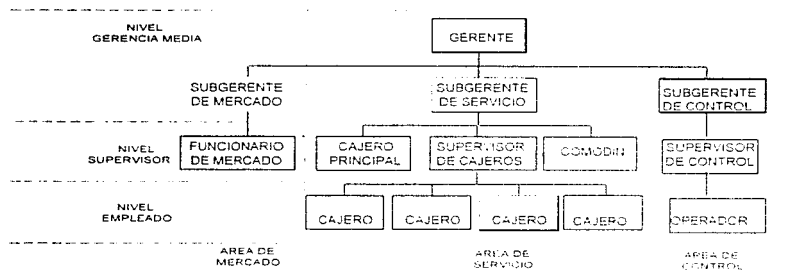 NIVEL
GERENCIA MEDIA
GERENTE
SUBGERENTE
DE MERCADO
SUBGERENTE
DE SERVICIO
SUBGERENTE
DE CONTROL
NIVEL
SUPERVISOR
FUNCIONARIO
DE MERCADO
CAJERO
PRINCIPAL
SUPERVISOR
DE CAJEROS
COMODIN
SUPERVISOR
DE CONTROL
NIVEL
EMPLEADO
CAJERO
CAJERO
CAJERO
CAJERO
OPERADOR
AREA DE
MERCADO
AREA DE
SERVICIO
AREA DE
CONTROL